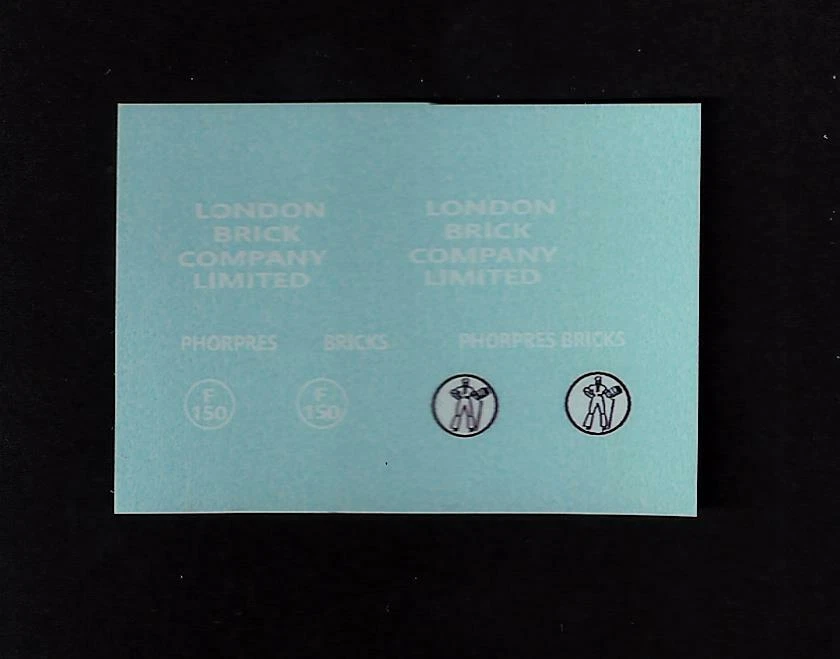 LONDON
BRICK
COMPANY
LIMITED
LONDON
BRICK
COMPANY
LIMITED
PHORPRES BRICKS
PHORPRES BRICKS
F
150
F
150